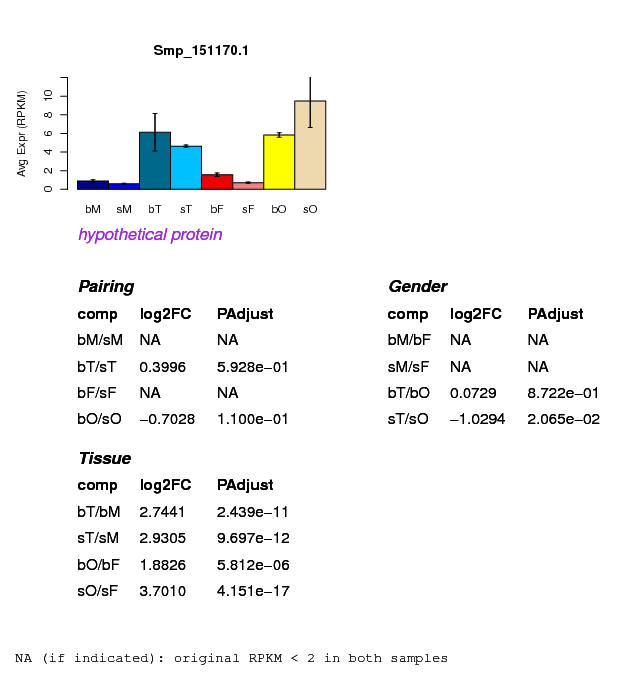 Smp_151170.1
Avg Expr (RPKM)
10
8
6
4
2
0
bM sM bT sT bF sF bO sO
hypothetical protein
Pairing
comp log2FC PAdjust
bM/sM NA NA
bT/sT 0.3996 5.928e−01
bF/sF NA NA
bO/sO −0.7028 1.100e−01
Gender
comp log2FC PAdjust
bM/bF NA NA
sM/sF NA NA
bT/bO 0.0729 8.722e−01
sT/sO −1.0294 2.065e−02
Tissue
comp log2FC PAdjust
bT/bM 2.7441 2.439e−11
sT/sM 2.9305 9.697e−12
bO/bF 1.8826 5.812e−06
sO/sF 3.7010 4.151e−17
NA (if indicated): original RPKM < 2 in both samples